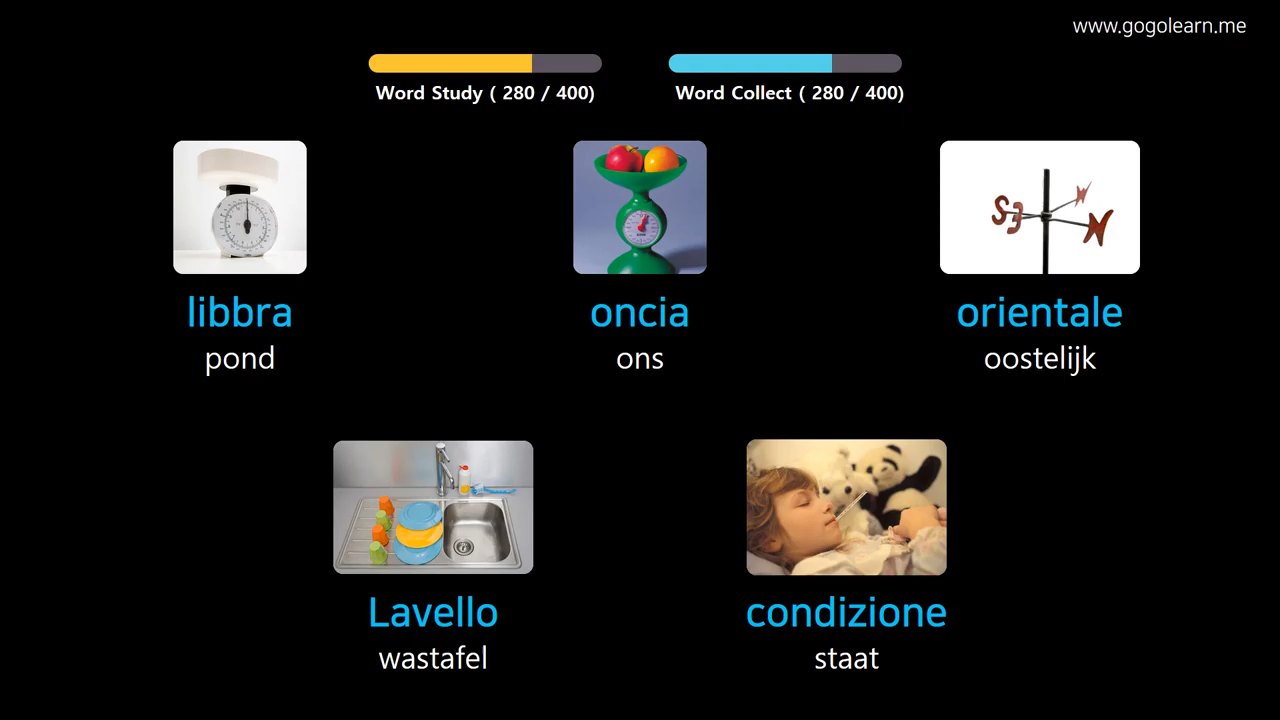 www.gogolearn.me
Word Study ( 280 / 400)
Word Collect ( 280 / 400)
libbra
pond
oncia
ons
orientale
oostelijk
Lavello
wastafel
condizione
staat